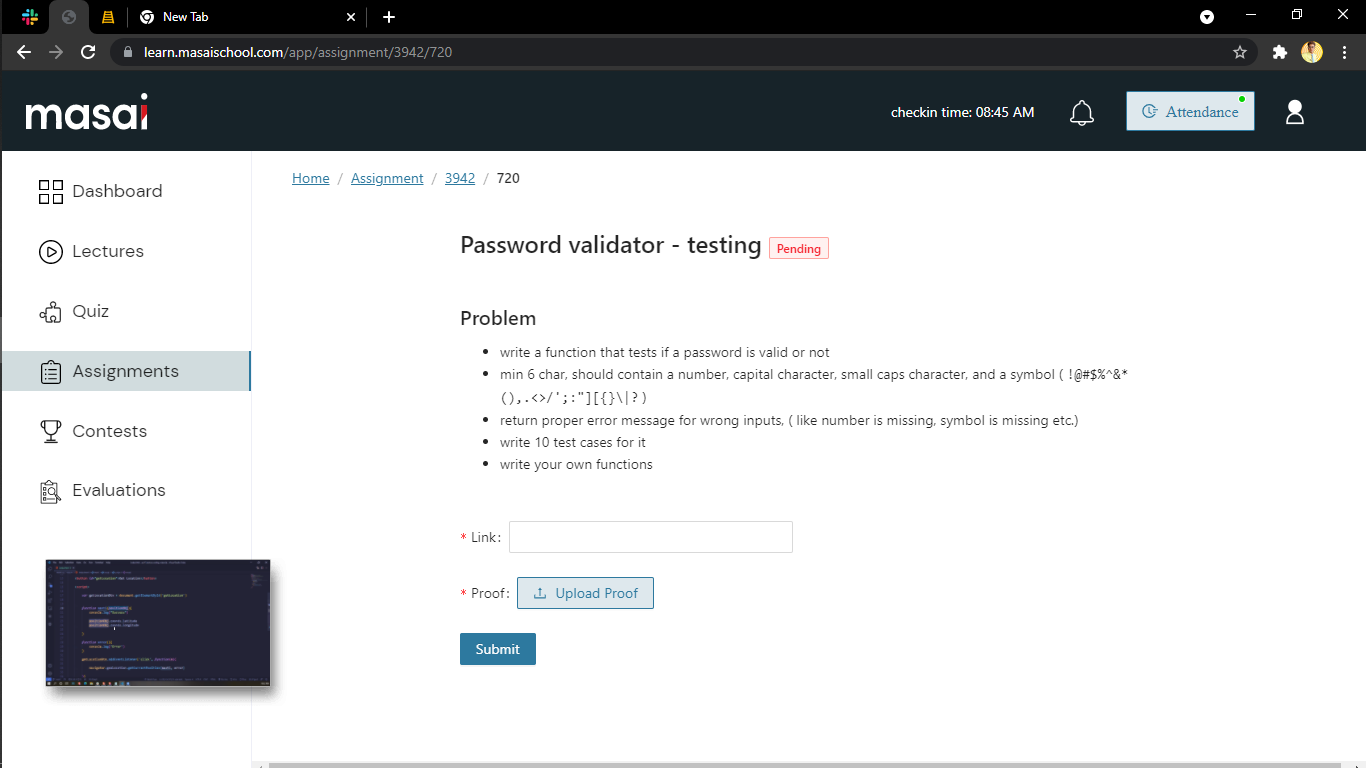 New Tab
learn.masaischool.com/app/assignment/3942/720
masai
checkin time: 08:45 AM
Attendance
Dashboard
Lectures
Quiz
Assignments
Contests
Evaluations
Home / Assignment / 3942 / 720
Password validator - testing Pending
Problem
write a function that tests if a password is valid or not
min 6 char, should contain a number, capital character, small caps character, and a symbol ( !@#$%^&*
(),.<>/';:"][{}\|? )
return proper error message for wrong inputs, ( like number is missing, symbol is missing etc.)
write 10 test cases for it
write your own functions
* Link:
* Proof: Upload Proof
Submit